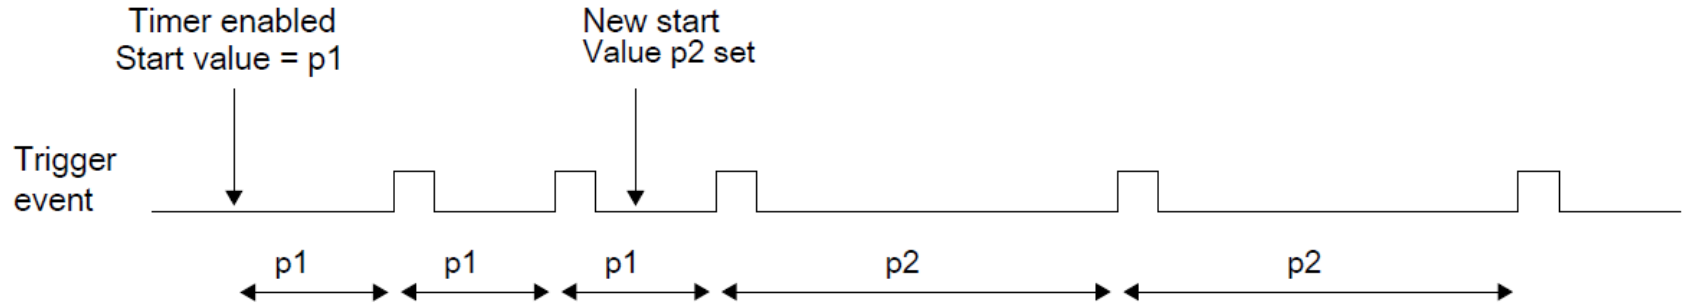 Timer enabled
Start value = p1
New start
Value p2 set
Trigger
event
p1
p1
p1
p2
p2